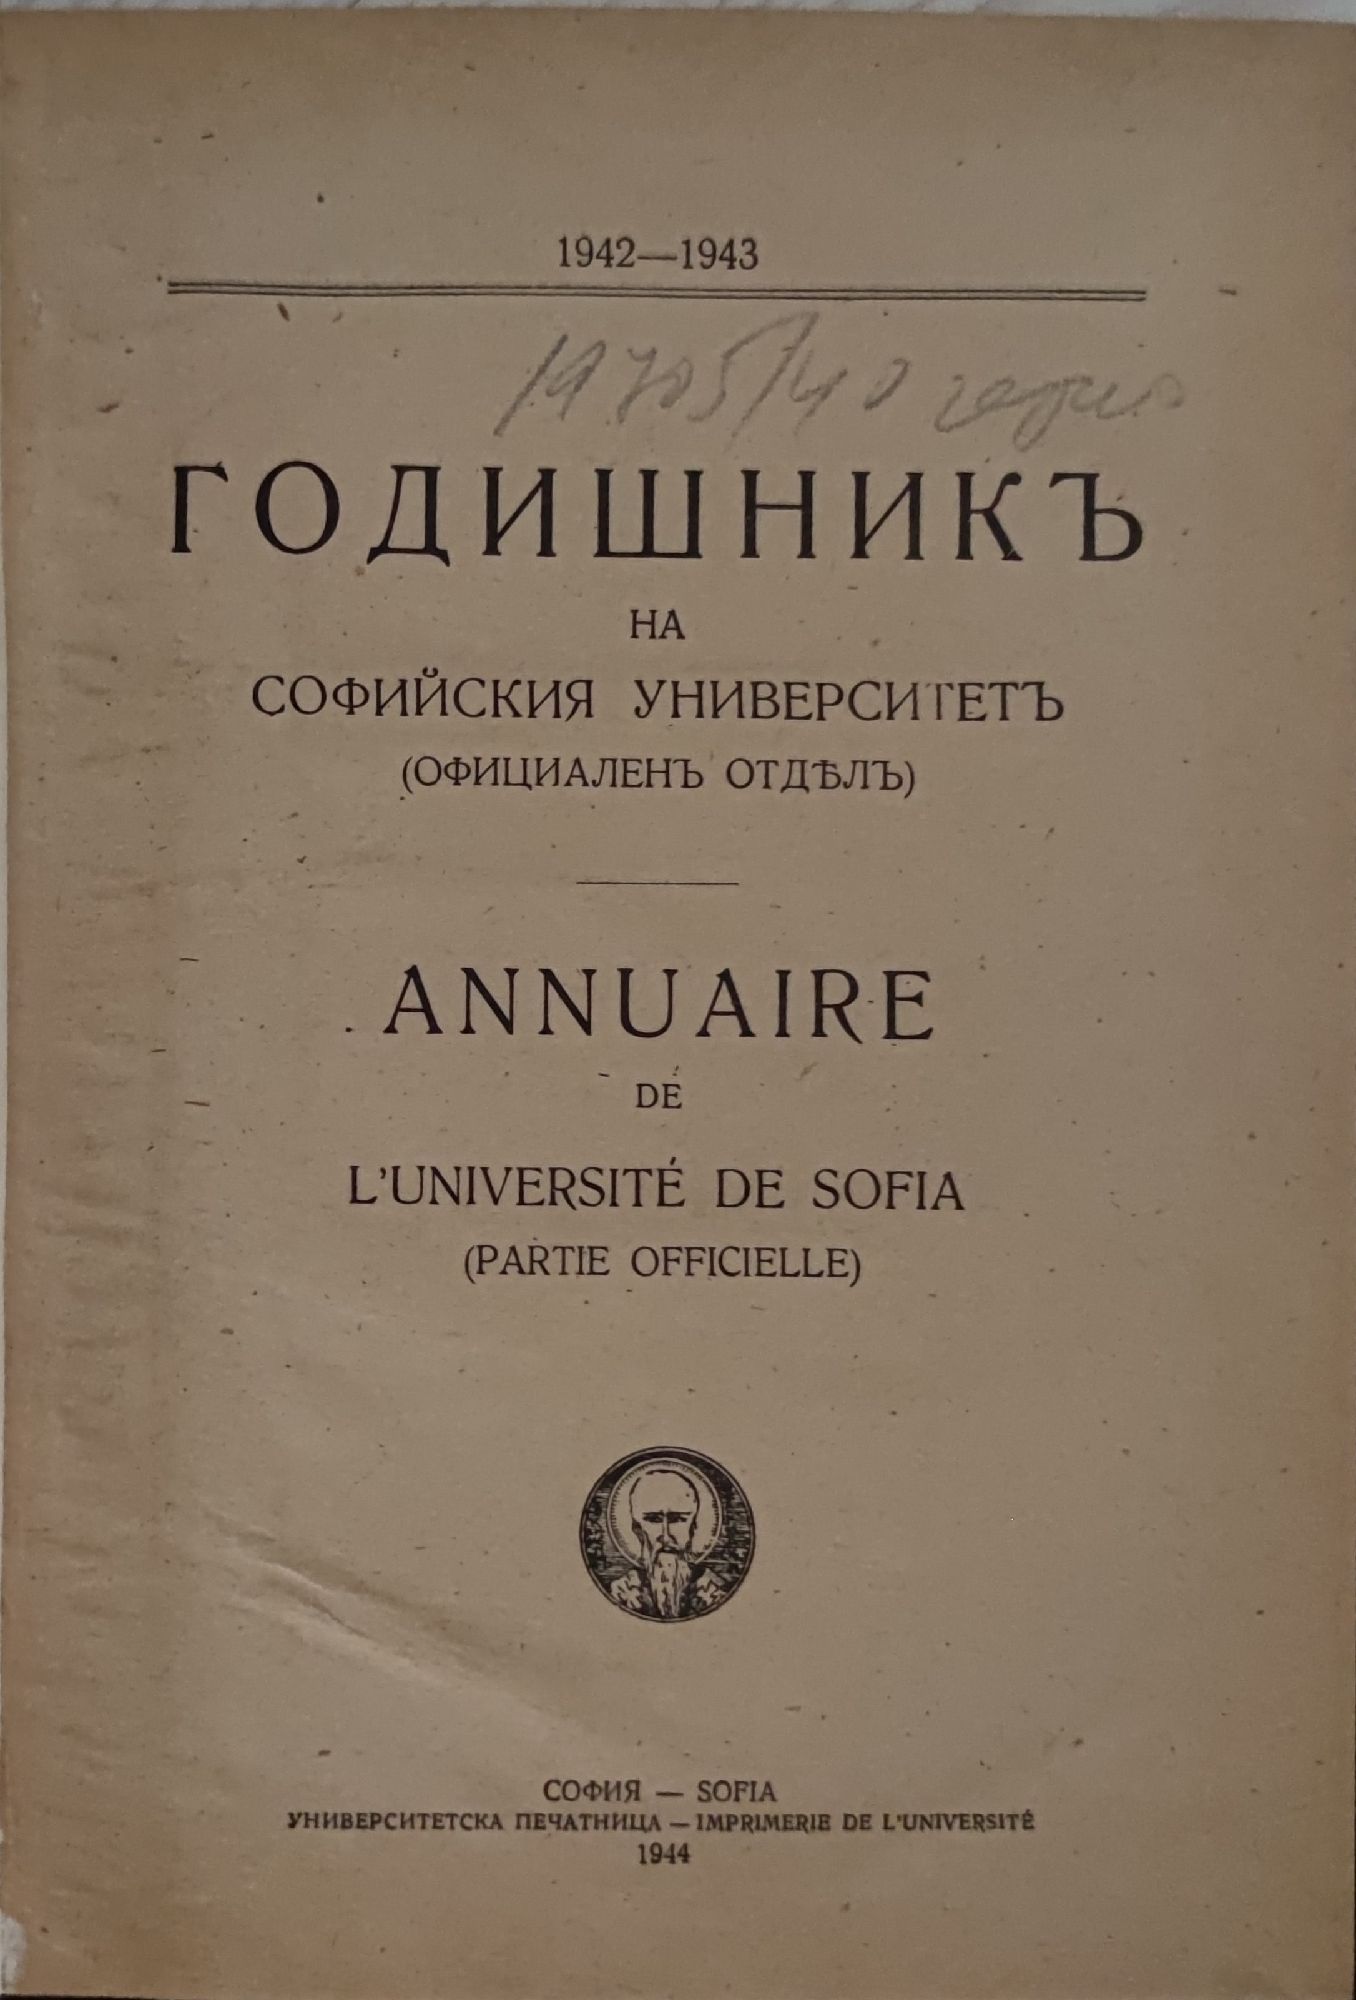 1942—1943
ГОДИШНИКЪ
НА
СОФИЙСКИЯ УНИВЕРСИТЕТЪ
(ОФИЦИАЛЕНЪ ОТДѢЛЪ)
ANNUAIRE
DE
L'UNIVERSITÉ DE SOFIA
(PARTIE OFFICIELLE)
СОФИЯ — SOFIA
УНИВЕРСИТЕТСКА ПЕЧАТНИЦА — IMPRIMERIE DE L'UNIVERSITÉ
1944